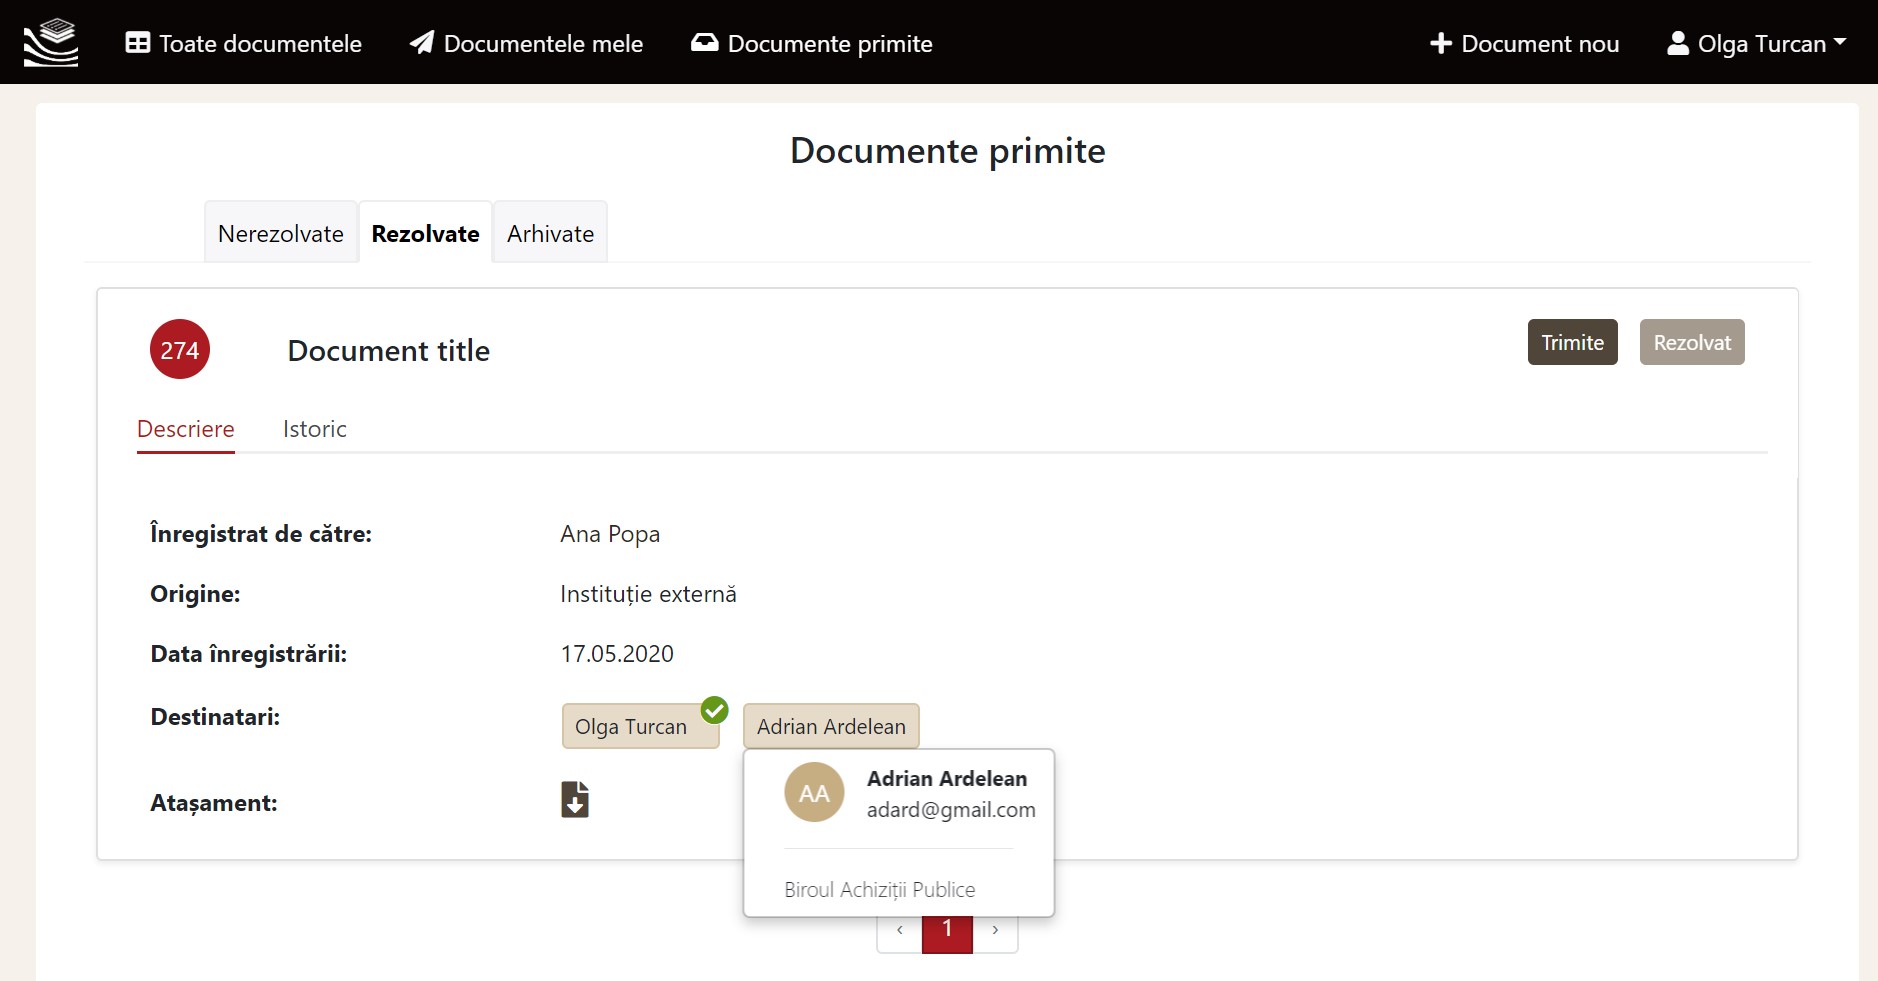 Toate documentele Documentele mele Documente primite Document nou Olga Turcan
Documente primite
Nerezolvate Rezolvate Arhivate
274 Document title Trimite Rezolvat
Descriere Istoric
Înregistrat de către: Ana Popa
Origine: Instituție externă
Data înregistrării: 17.05.2020
Destinatari: Olga Turcan Adrian Ardelean
AA Adrian Ardelean
adard@gmail.com
Atașament:
Biroul Achiziții Publice
‹ 1 ›